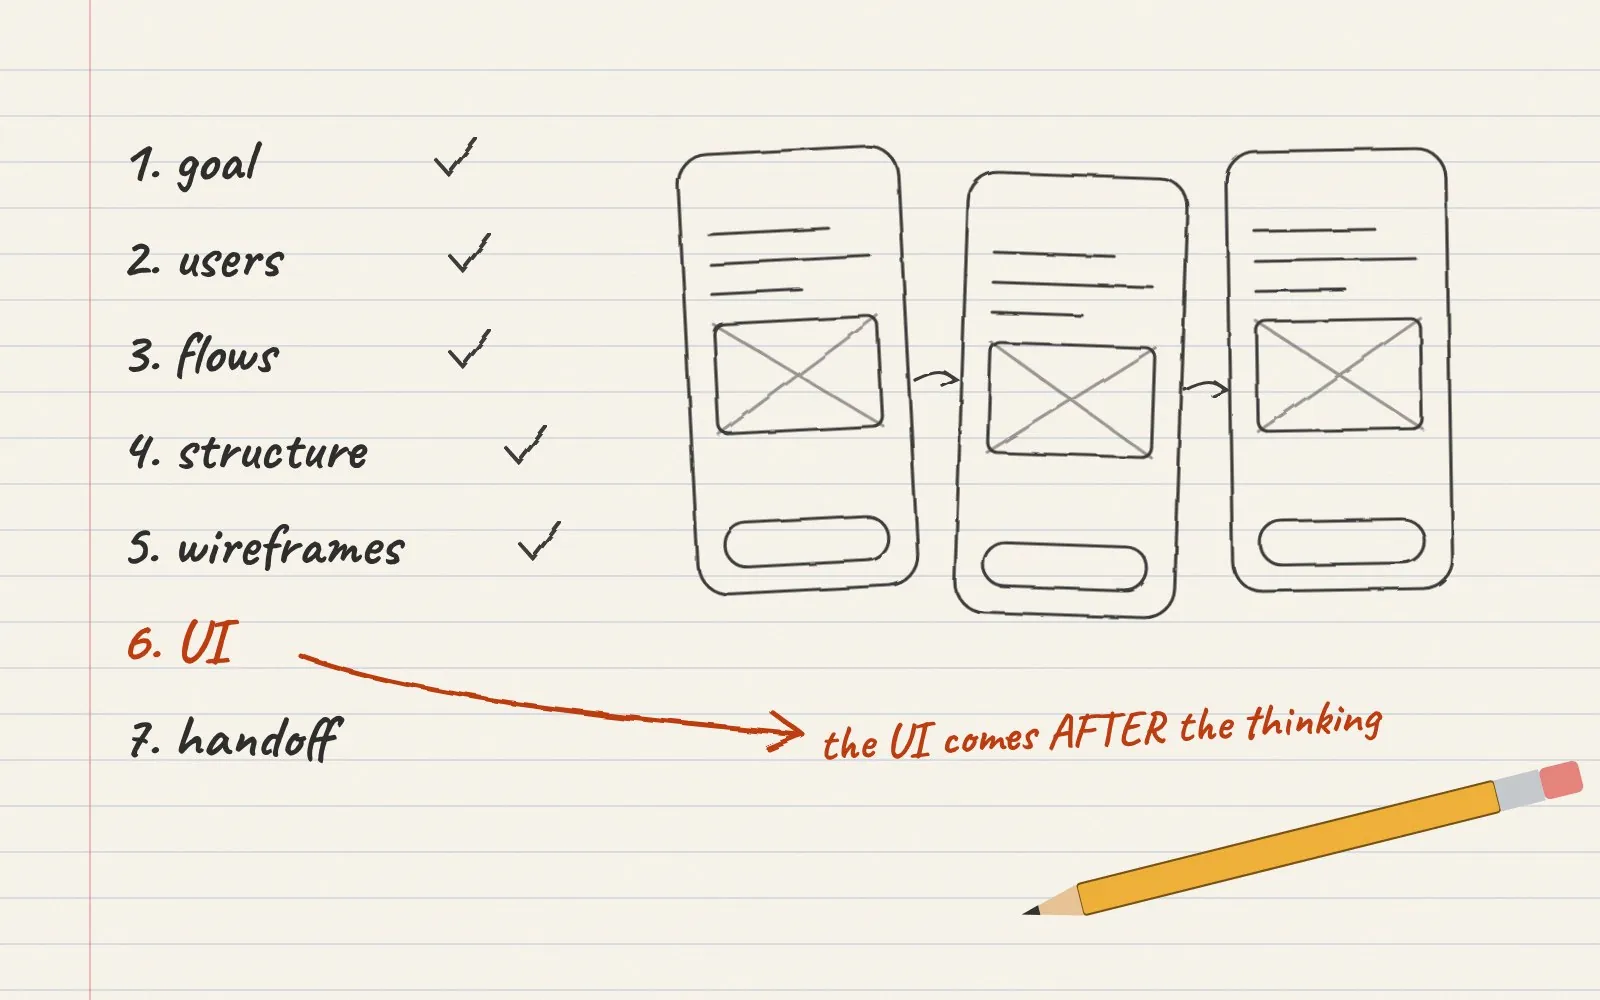 1. goal
2. users
3. flows
4. structure
5. wireframes
6. UI
7. handoff
the UI comes AFTER the thinking